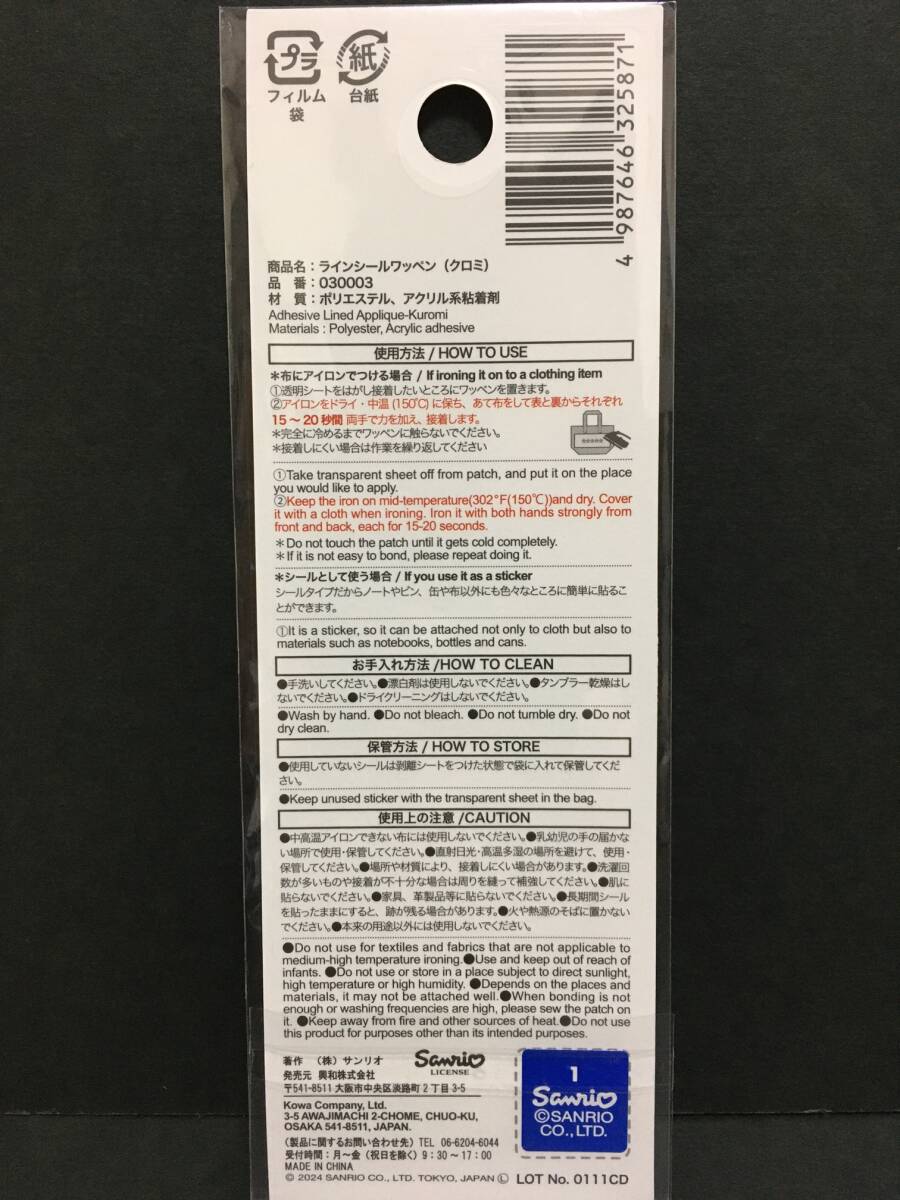 プラ
フィルム
袋
紙
台紙
4 987646 325871
商品名：ラインシールワッペン（クロミ）
品　番：030003
材　質：ポリエステル、アクリル系粘着剤
Adhesive Lined Applique-Kuromi
Materials : Polyester, Acrylic adhesive
使用方法 / HOW TO USE
＊布にアイロンでつける場合 / If ironing it on to a clothing item
①透明シートをはがし接着したいところにワッペンを置きます。
②アイロンをドライ・中温(150℃)に保ち、あて布をして表と裏からそれぞれ
15～20秒間 両手で力を加え、接着します。
＊完全に冷めるまでワッペンに触らないでください。
＊接着しにくい場合は作業を繰り返してください
①Take transparent sheet off from patch, and put it on the place
you would like to apply.
②Keep the iron on mid-temperature(302°F(150℃))and dry. Cover
it with a cloth when ironing. Iron it with both hands strongly from
front and back, each for 15-20 seconds.
＊Do not touch the patch until it gets cold completely.
＊If it is not easy to bond, please repeat doing it.
＊シールとして使う場合 / If you use it as a sticker
シールタイプだからノートやビン、缶や布以外にも色々なところに簡単に貼るこ
とができます。
①It is a sticker, so it can be attached not only to cloth but also to
materials such as notebooks, bottles and cans.
お手入れ方法 /HOW TO CLEAN
●手洗いしてください。●漂白剤は使用しないでください。●タンブラー乾燥はし
ないでください。●ドライクリーニングはしないでください。
●Wash by hand. ●Do not bleach. ●Do not tumble dry. ●Do not
dry clean.
保管方法 / HOW TO STORE
●使用していないシールは剥離シートをつけた状態で袋に入れて保管してくだ
さい。
●Keep unused sticker with the transparent sheet in the bag.
使用上の注意 /CAUTION
●中高温アイロンできない布には使用しないでください。●乳幼児の手の届かな
い場所で使用・保管してください。●直射日光・高温多湿の場所を避けて、使用・
保管してください。●場所や材質により、接着しにくい場合があります。●洗濯回
数が多いものや接着が不十分な場合は周りを縫って補強してください。●肌に
貼らないでください。●家具、革製品等に貼らないでください。●長期間シール
を貼ったままにすると、跡が残る場合があります。●火や熱源のそばに置かない
でください。●本来の用途以外には使用しないでください。
●Do not use for textiles and fabrics that are not applicable to
medium-high temperature ironing.●Use and keep out of reach of
infants. ●Do not use or store in a place subject to direct sunlight,
high temperature or high humidity. ●Depends on the places and
materials, it may not be attached well.●When bonding is not
enough or washing frequencies are high, please sew the patch on
it. ●Keep away from fire and other sources of heat.●Do not use
this product for purposes other than its intended purposes.
著作　（株）サンリオ
発売元　興和株式会社
〒541-8511 大阪市中央区淡路町2丁目3-5
Sanrio
LICENSE
Kowa Company, Ltd.
3-5 AWAJIMACHI 2-CHOME, CHUO-KU,
OSAKA 541-8511, JAPAN.
（製品に関するお問い合わせ先）TEL 06-6204-6044
受付時間：月～金（祝日を除く）9：30～17：00
MADE IN CHINA
© 2024 SANRIO CO., LTD. TOKYO, JAPAN Ⓛ
1
Sanrio
©SANRIO
CO.,LTD.
LOT No. 0111CD